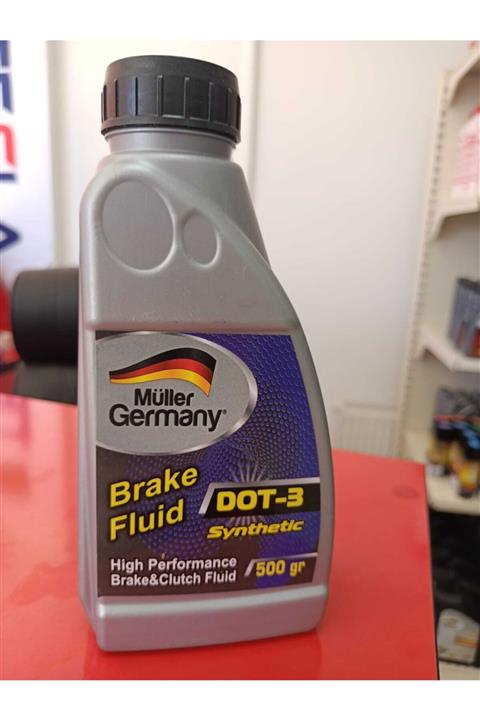 Müller
Germany®
Brake
Fluid
DOT-3
Synthetic
High Performance
Brake&Clutch Fluid
500 gr